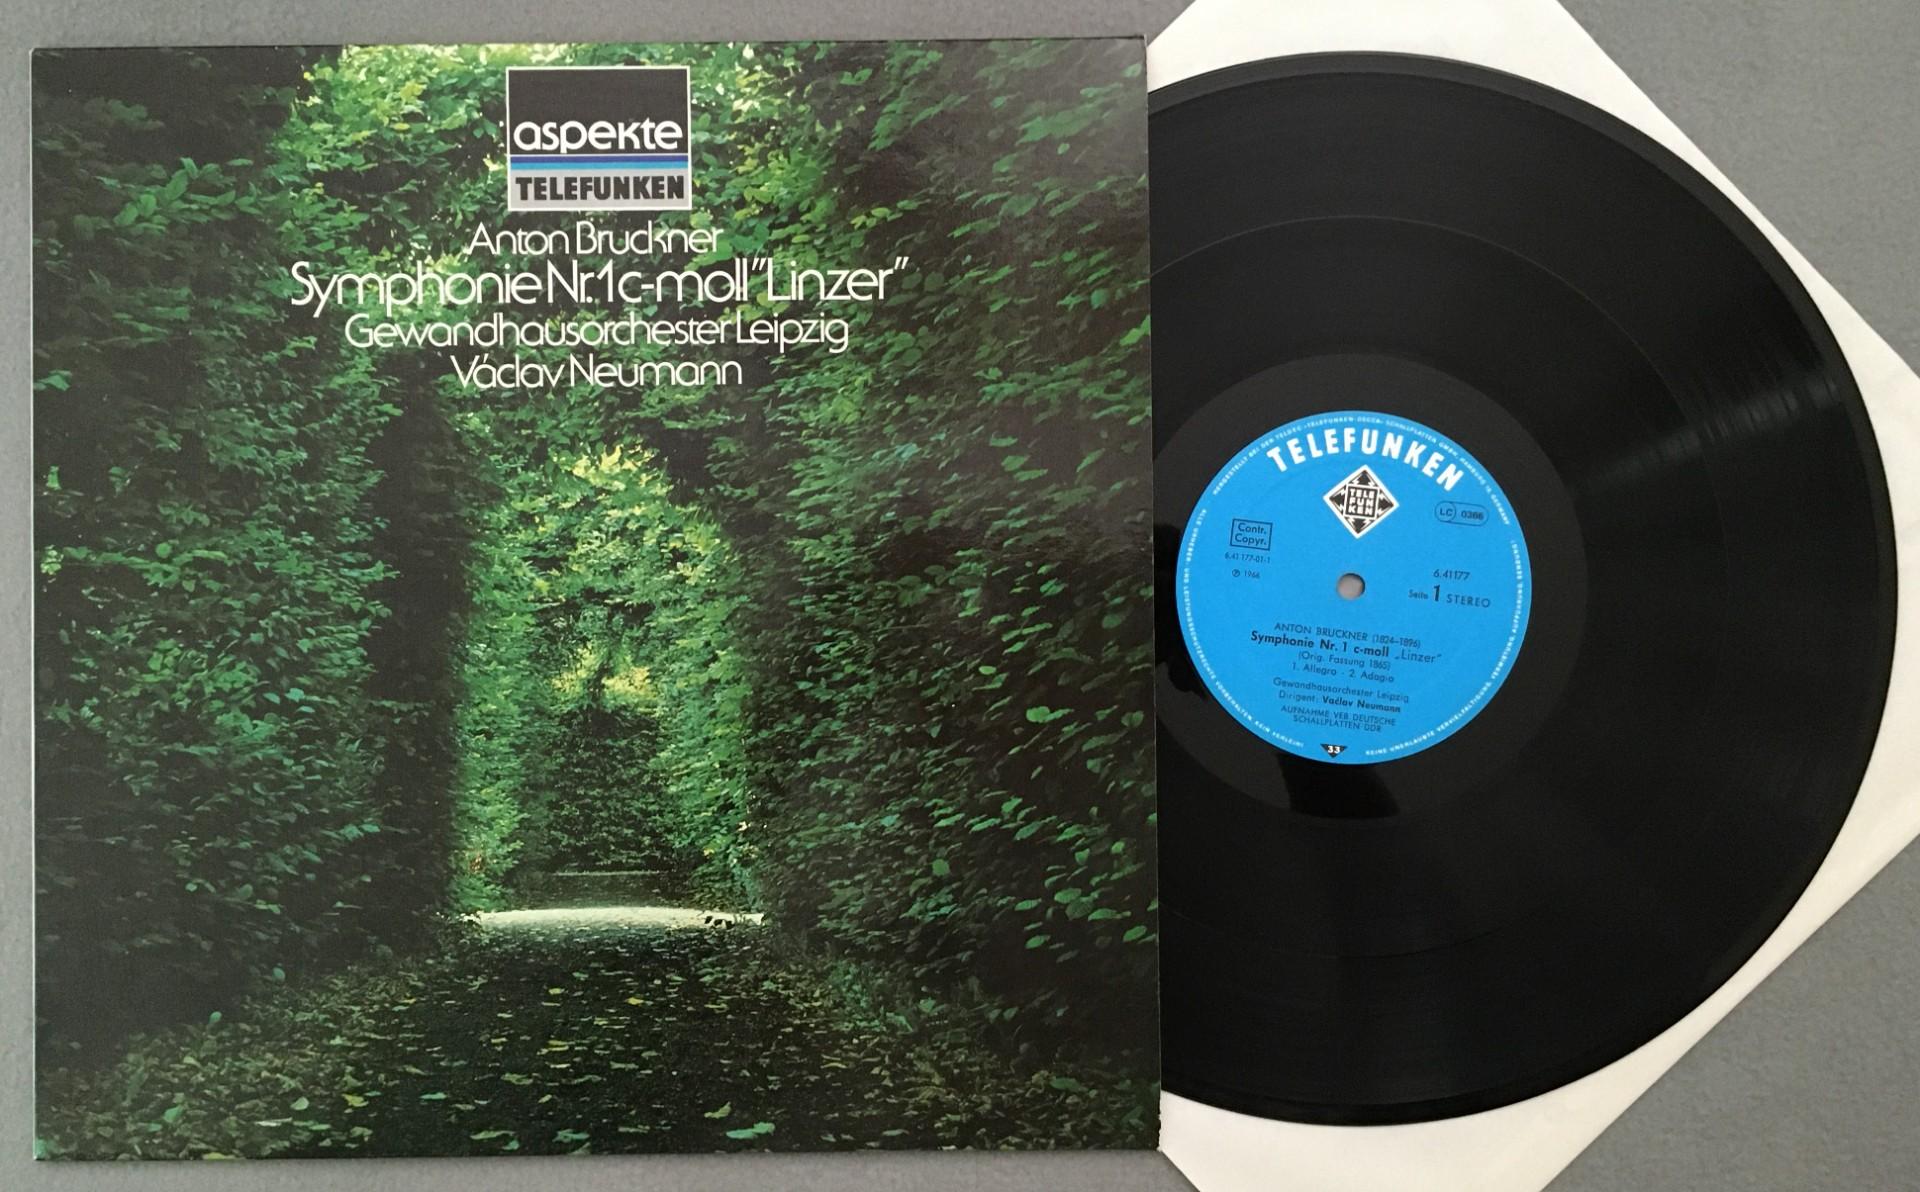 aspekte
TELEFUNKEN
Anton Bruckner
Symphonie Nr.1 c-moll "Linzer"
Gewandhausorchester Leipzig
Václav Neumann
TELEFUNKEN
TELE
FUN
KEN
LC 0366
Contr.
Copyr.
6.41 177-01-1
℗ 1966
6.41177
Seite 1 STEREO
ANTON BRUCKNER (1824–1896)
Symphonie Nr. 1 c-moll „Linzer"
(Orig. Fassung 1865)
1. Allegro · 2. Adagio
Gewandhausorchester Leipzig
Dirigent: Vaclav Neumann
AUFNAHME VEB DEUTSCHE
SCHALLPLATTEN DDR
33